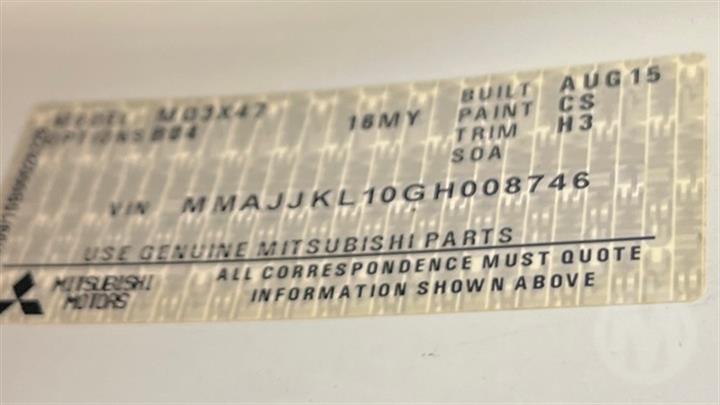 MODEL MQ3X47 16MY BUILT AUG15
OPTIONS B04 PAINT CS
TRIM H3
SOA
VIN MMAJJKL10GH008746
USE GENUINE MITSUBISHI PARTS
MITSUBISHI MOTORS
ALL CORRESPONDENCE MUST QUOTE
INFORMATION SHOWN ABOVE